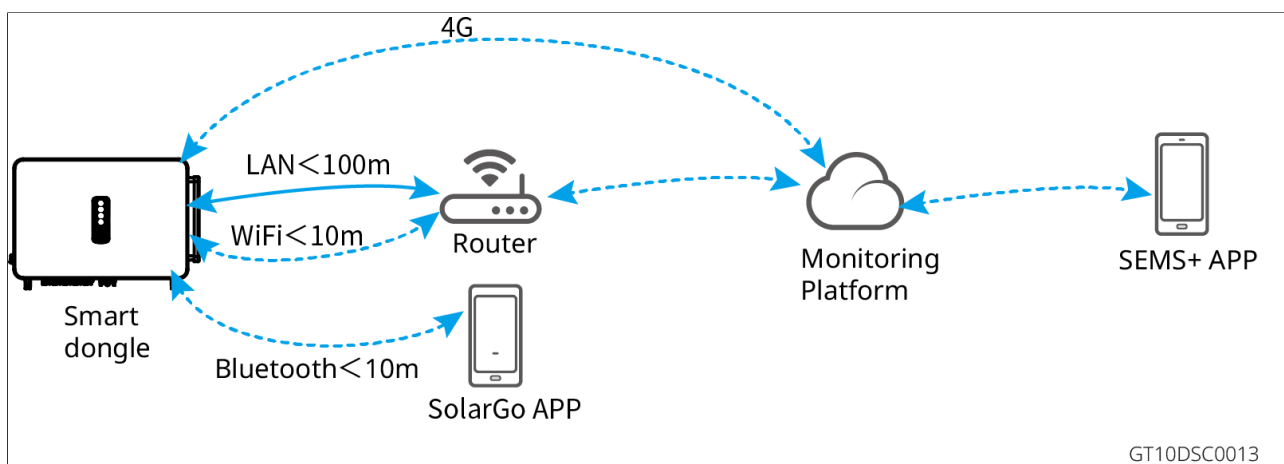 4G
LAN＜100m
WiFi＜10m
Router
Monitoring
Platform
SEMS+ APP
Smart
dongle
Bluetooth＜10m
SolarGo APP
GT10DSC0013